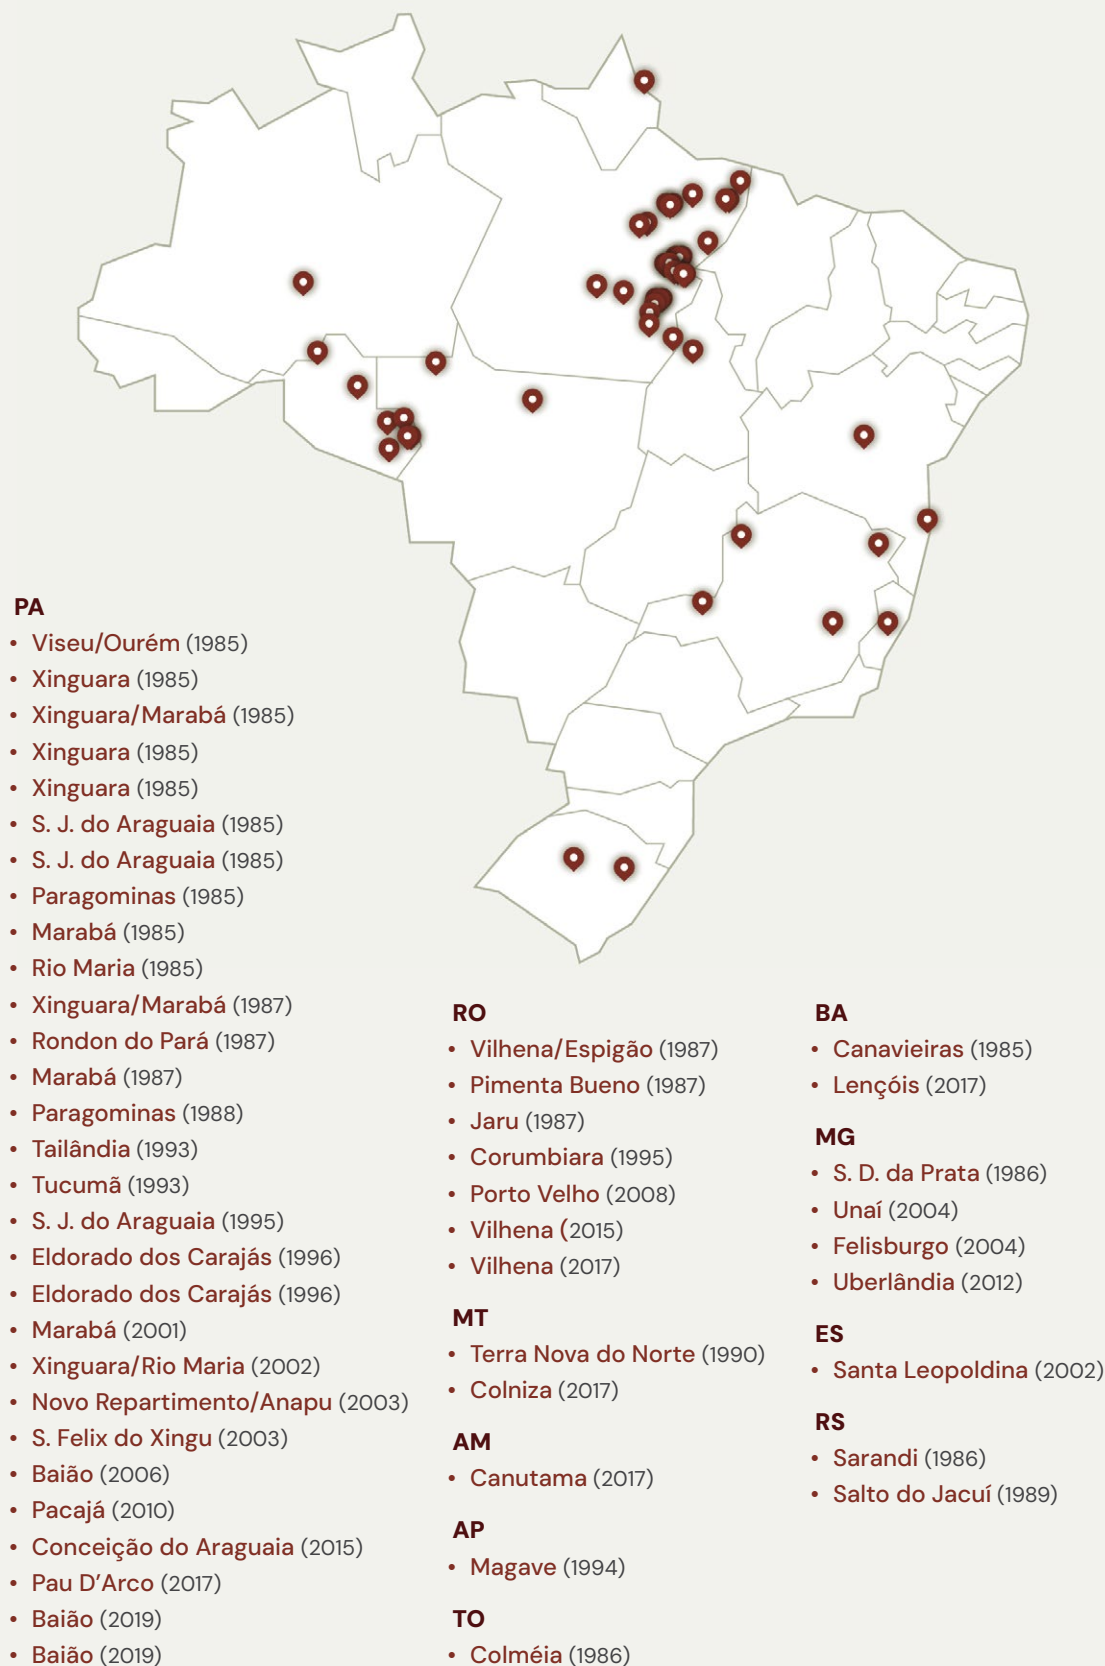 PA
• Viseu/Ourém (1985)
• Xinguara (1985)
• Xinguara/Marabá (1985)
• Xinguara (1985)
• Xinguara (1985)
• S. J. do Araguaia (1985)
• S. J. do Araguaia (1985)
• Paragominas (1985)
• Marabá (1985)
• Rio Maria (1985)
• Xinguara/Marabá (1987)
• Rondon do Pará (1987)
• Marabá (1987)
• Paragominas (1988)
• Tailândia (1993)
• Tucumã (1993)
• S. J. do Araguaia (1995)
• Eldorado dos Carajás (1996)
• Eldorado dos Carajás (1996)
• Marabá (2001)
• Xinguara/Rio Maria (2002)
• Novo Repartimento/Anapu (2003)
• S. Felix do Xingu (2003)
• Baião (2006)
• Pacajá (2010)
• Conceição do Araguaia (2015)
• Pau D’Arco (2017)
• Baião (2019)
• Baião (2019)
RO
• Vilhena/Espigão (1987)
• Pimenta Bueno (1987)
• Jaru (1987)
• Corumbiara (1995)
• Porto Velho (2008)
• Vilhena (2015)
• Vilhena (2017)
MT
• Terra Nova do Norte (1990)
• Colniza (2017)
AM
• Canutama (2017)
AP
• Magave (1994)
TO
• Colméia (1986)
BA
• Canavieiras (1985)
• Lençóis (2017)
MG
• S. D. da Prata (1986)
• Unaí (2004)
• Felisburgo (2004)
• Uberlândia (2012)
ES
• Santa Leopoldina (2002)
RS
• Sarandi (1986)
• Salto do Jacuí (1989)